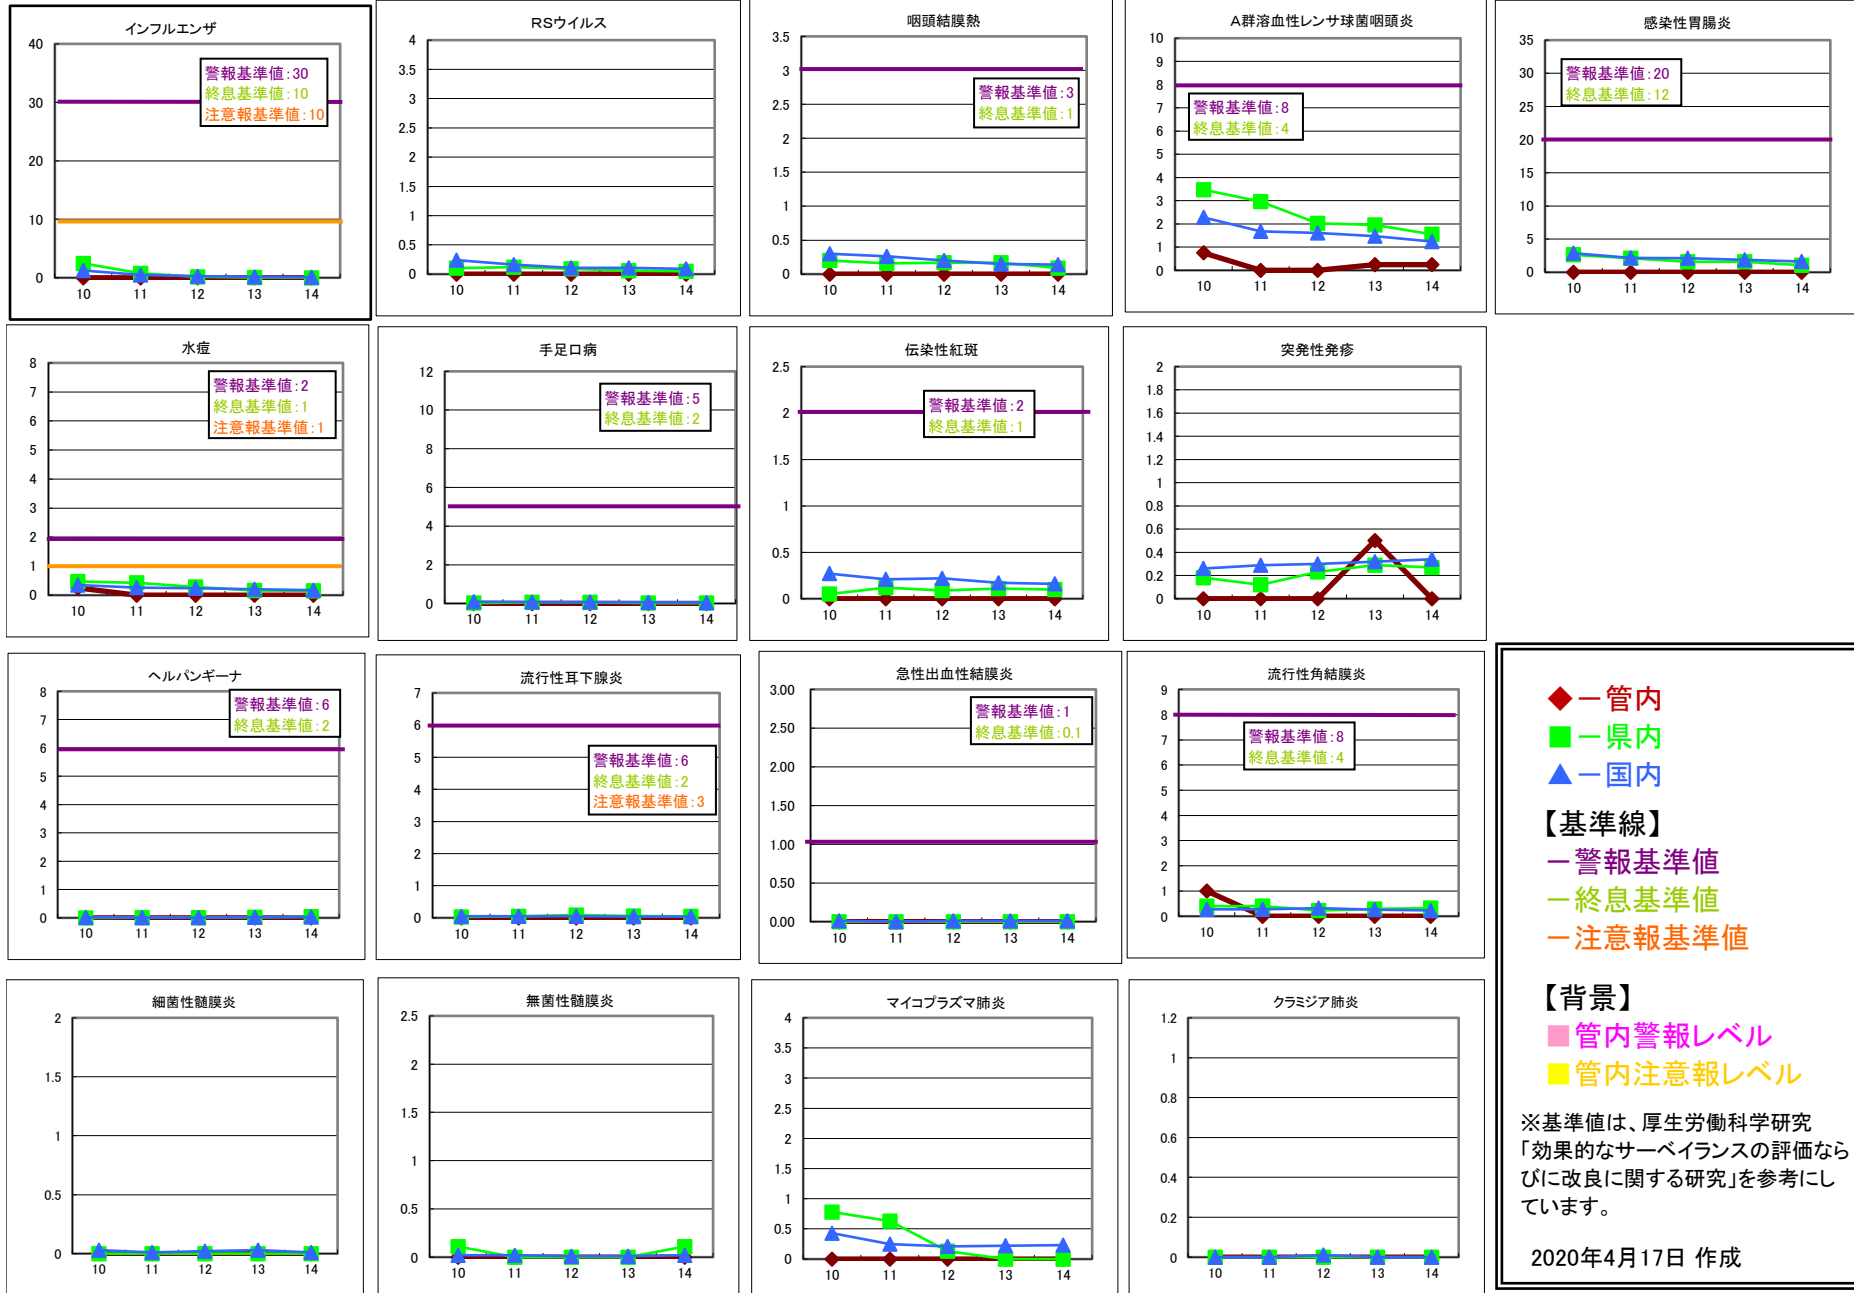 インフルエンザ
40
30
20
10
0
警報基準値:30
終息基準値:10
注意報基準値:10
10 11 12 13 14
RSウイルス
4
3.5
3
2.5
2
1.5
1
0.5
0
10 11 12 13 14
咽頭結膜熱
3.5
3
2.5
2
1.5
1
0.5
0
警報基準値:3
終息基準値:1
10 11 12 13 14
A群溶血性レンサ球菌咽頭炎
10
9
8
7
6
5
4
3
2
1
0
警報基準値:8
終息基準値:4
10 11 12 13 14
感染性胃腸炎
35
30
25
20
15
10
5
0
警報基準値:20
終息基準値:12
10 11 12 13 14
水痘
8
7
6
5
4
3
2
1
0
警報基準値:2
終息基準値:1
注意報基準値:1
10 11 12 13 14
手足口病
12
10
8
6
4
2
0
警報基準値:5
終息基準値:2
10 11 12 13 14
伝染性紅斑
2.5
2
1.5
1
0.5
0
警報基準値:2
終息基準値:1
10 11 12 13 14
突発性発疹
2
1.8
1.6
1.4
1.2
1
0.8
0.6
0.4
0.2
0
10 11 12 13 14
ヘルパンギーナ
8
7
6
5
4
3
2
1
0
警報基準値:6
終息基準値:2
10 11 12 13 14
流行性耳下腺炎
7
6
5
4
3
2
1
0
警報基準値:6
終息基準値:2
注意報基準値:3
10 11 12 13 14
急性出血性結膜炎
3.00
2.50
2.00
1.50
1.00
0.50
0.00
警報基準値:1
終息基準値:0.1
10 11 12 13 14
流行性角結膜炎
9
8
7
6
5
4
3
2
1
0
警報基準値:8
終息基準値:4
10 11 12 13 14
細菌性髄膜炎
2
1.5
1
0.5
0
10 11 12 13 14
無菌性髄膜炎
2.5
2
1.5
1
0.5
0
10 11 12 13 14
マイコプラズマ肺炎
4
3.5
3
2.5
2
1.5
1
0.5
0
10 11 12 13 14
クラミジア肺炎
1.2
1
0.8
0.6
0.4
0.2
0
10 11 12 13 14
◆－管内
■－県内
▲－国内
【基準線】
－警報基準値
－終息基準値
－注意報基準値
【背景】
■管内警報レベル
■管内注意報レベル
※基準値は、厚生労働科学研究
「効果的なサーベイランスの評価なら
びに改良に関する研究」を参考にし
ています。
2020年4月17日 作成